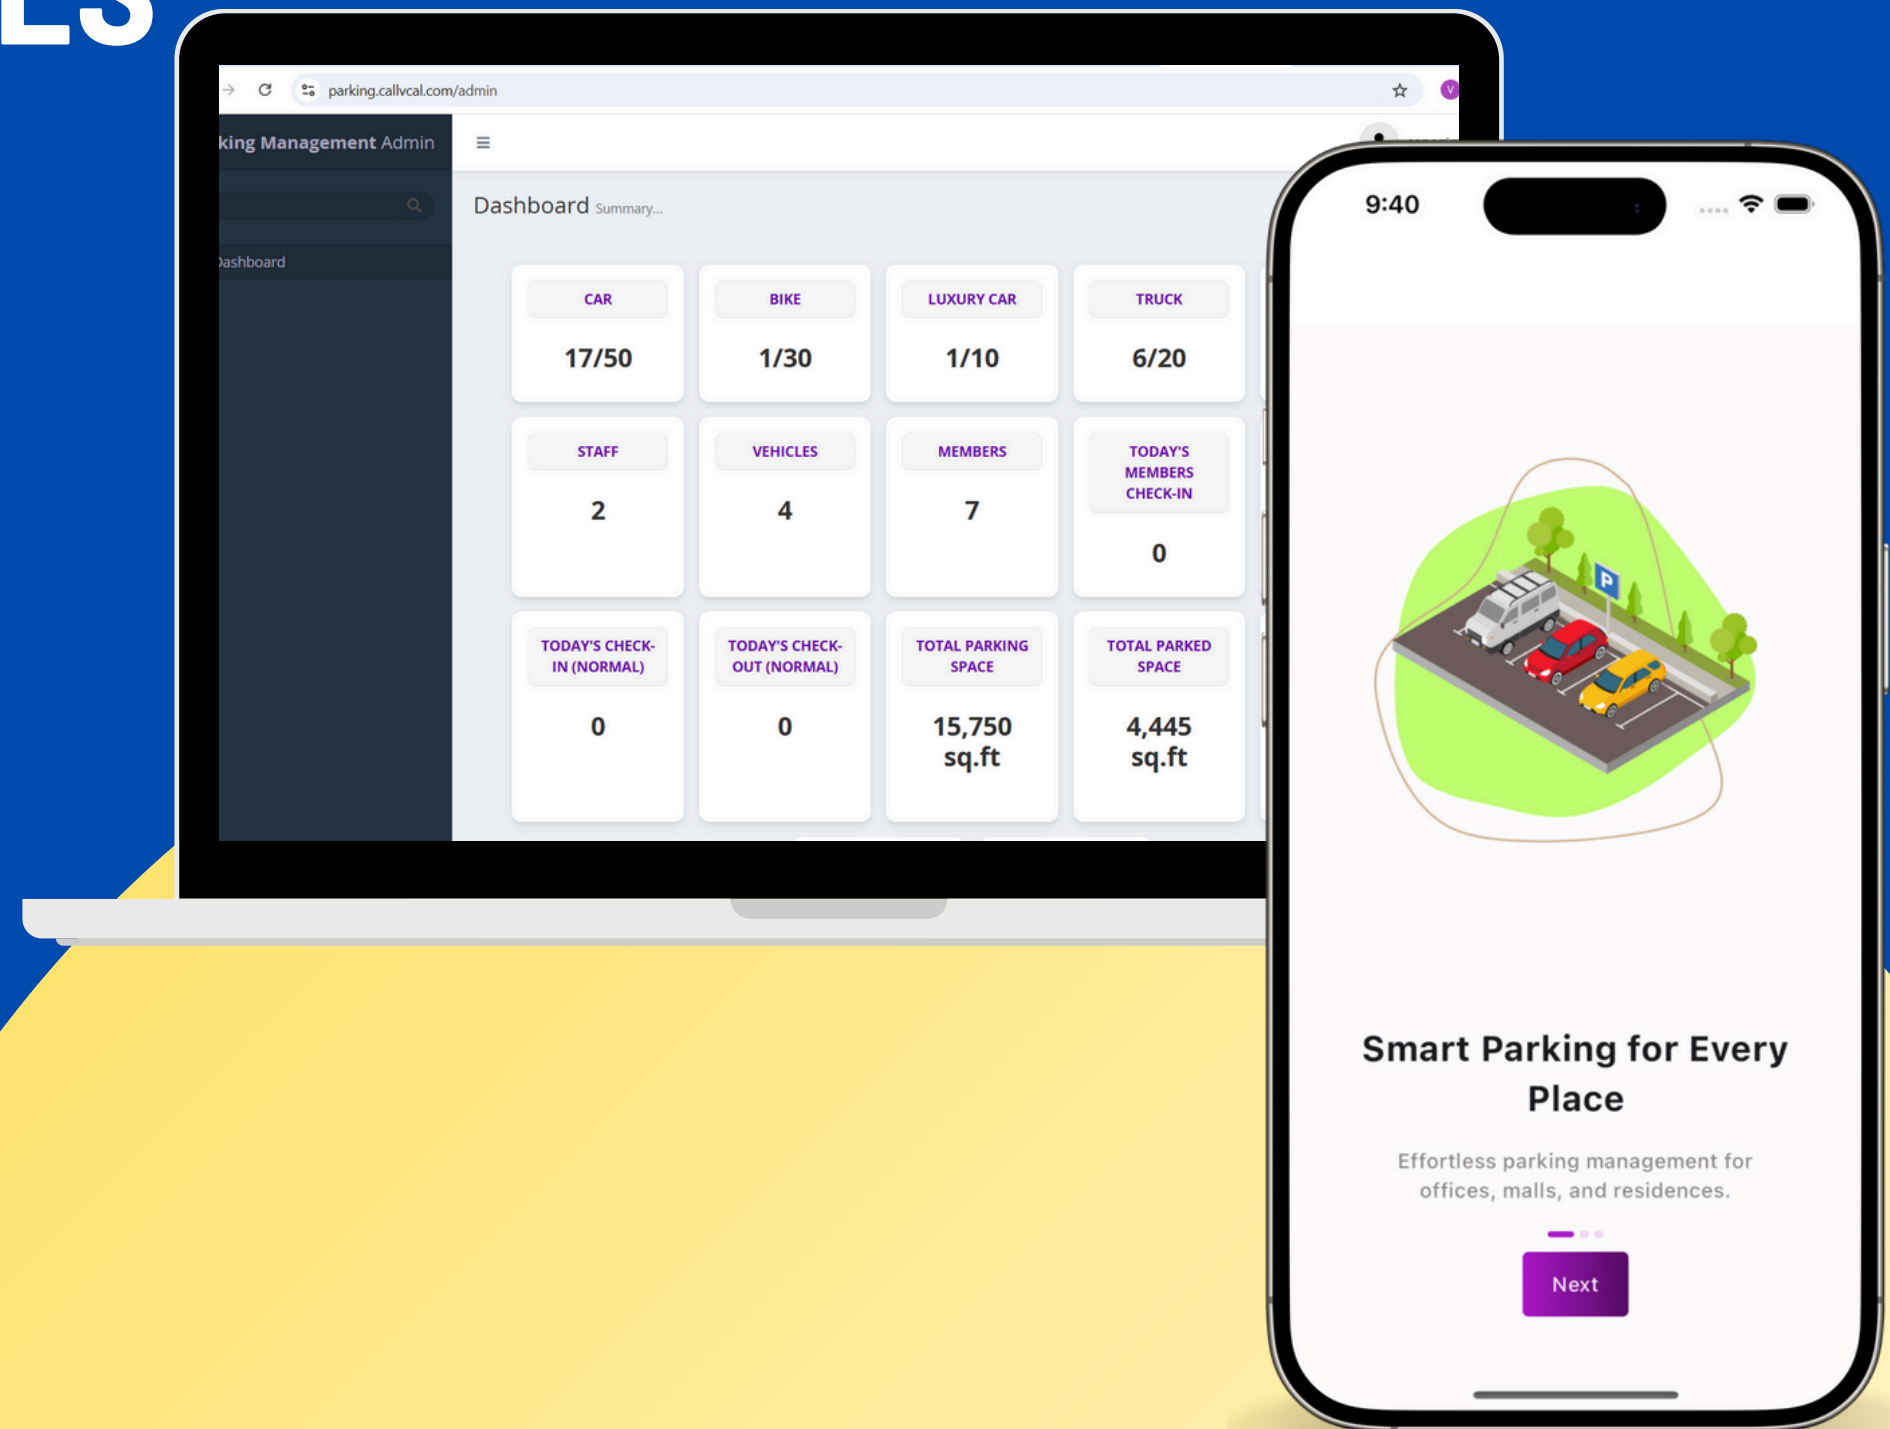 ES
parking.callvcal.com/admin
V
king Management Admin
Dashboard Summary...
Dashboard
CAR
17/50
BIKE
1/30
LUXURY CAR
1/10
TRUCK
6/20
STAFF
2
VEHICLES
4
MEMBERS
7
TODAY'S
MEMBERS
CHECK-IN
0
TODAY'S CHECK-
IN (NORMAL)
0
TODAY'S CHECK-
OUT (NORMAL)
0
TOTAL PARKING
SPACE
15,750
sq.ft
TOTAL PARKED
SPACE
4,445
sq.ft
9:40
P
Smart Parking for Every
Place
Effortless parking management for
offices, malls, and residences.
Next